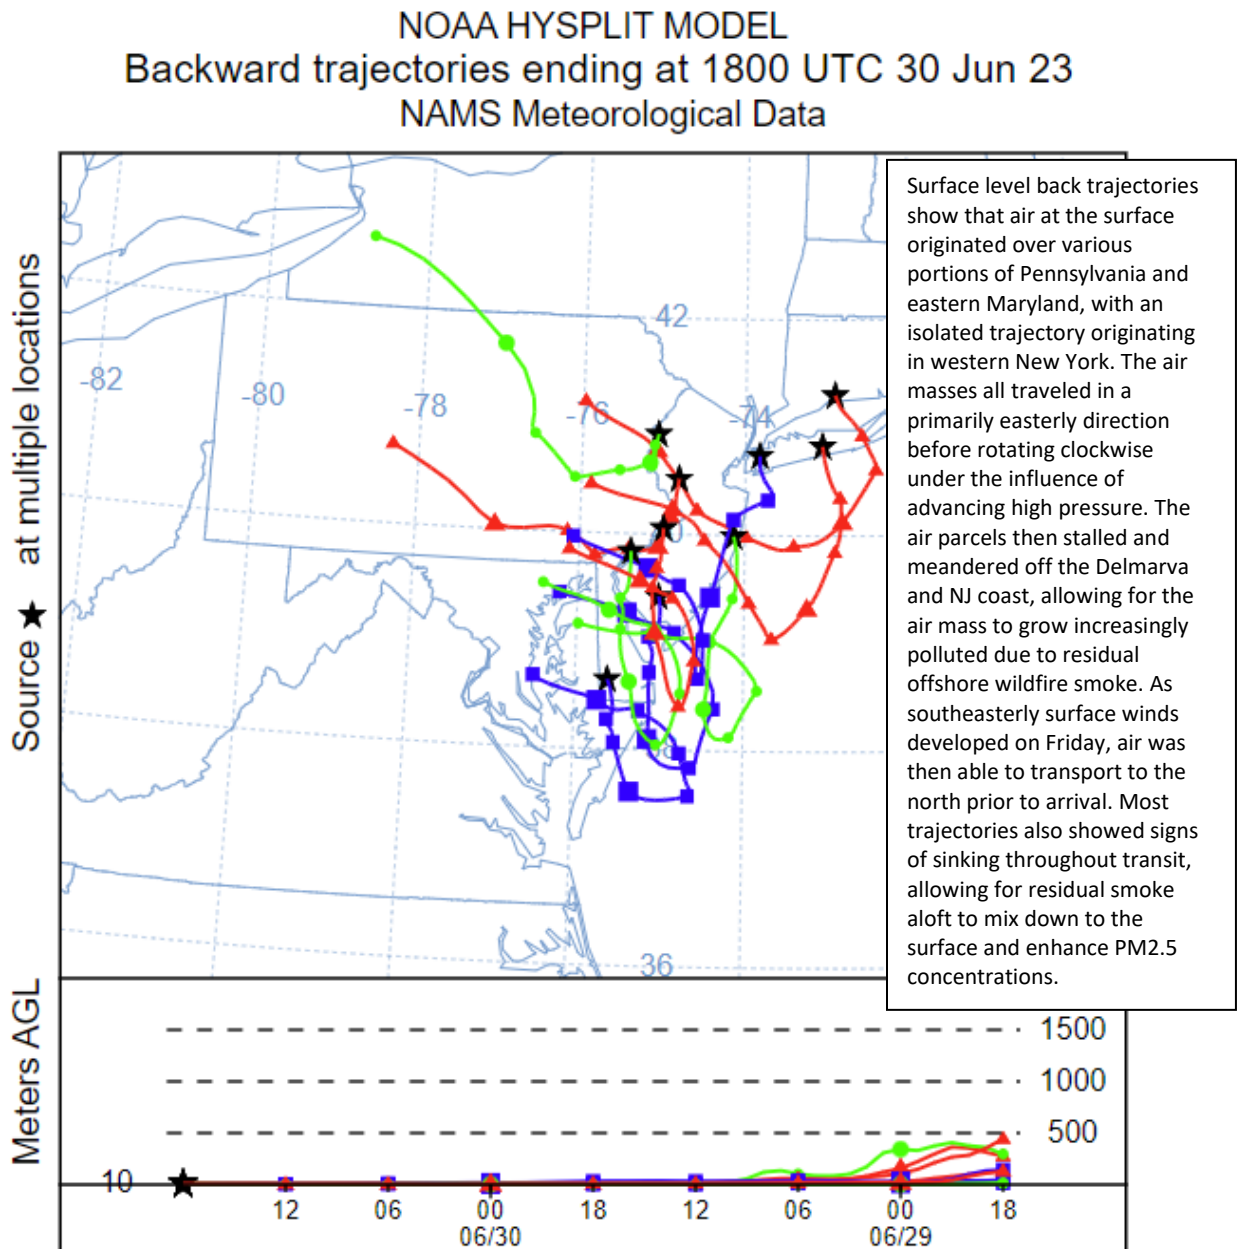 NOAA HYSPLIT MODEL
Backward trajectories ending at 1800 UTC 30 Jun 23
NAMS Meteorological Data
Source ★ at multiple locations
-82
-80
-78
-76
-74
42
36
Surface level back trajectories
show that air at the surface
originated over various
portions of Pennsylvania and
eastern Maryland, with an
isolated trajectory originating
in western New York. The air
masses all traveled in a
primarily easterly direction
before rotating clockwise
under the influence of
advancing high pressure. The
air parcels then stalled and
meandered off the Delmarva
and NJ coast, allowing for the
air mass to grow increasingly
polluted due to residual
offshore wildfire smoke. As
southeasterly surface winds
developed on Friday, air was
then able to transport to the
north prior to arrival. Most
trajectories also showed signs
of sinking throughout transit,
allowing for residual smoke
aloft to mix down to the
surface and enhance PM2.5
concentrations.
Meters AGL
1500
1000
500
10
12 06 00 18 12 06 00 18
06/30 06/29